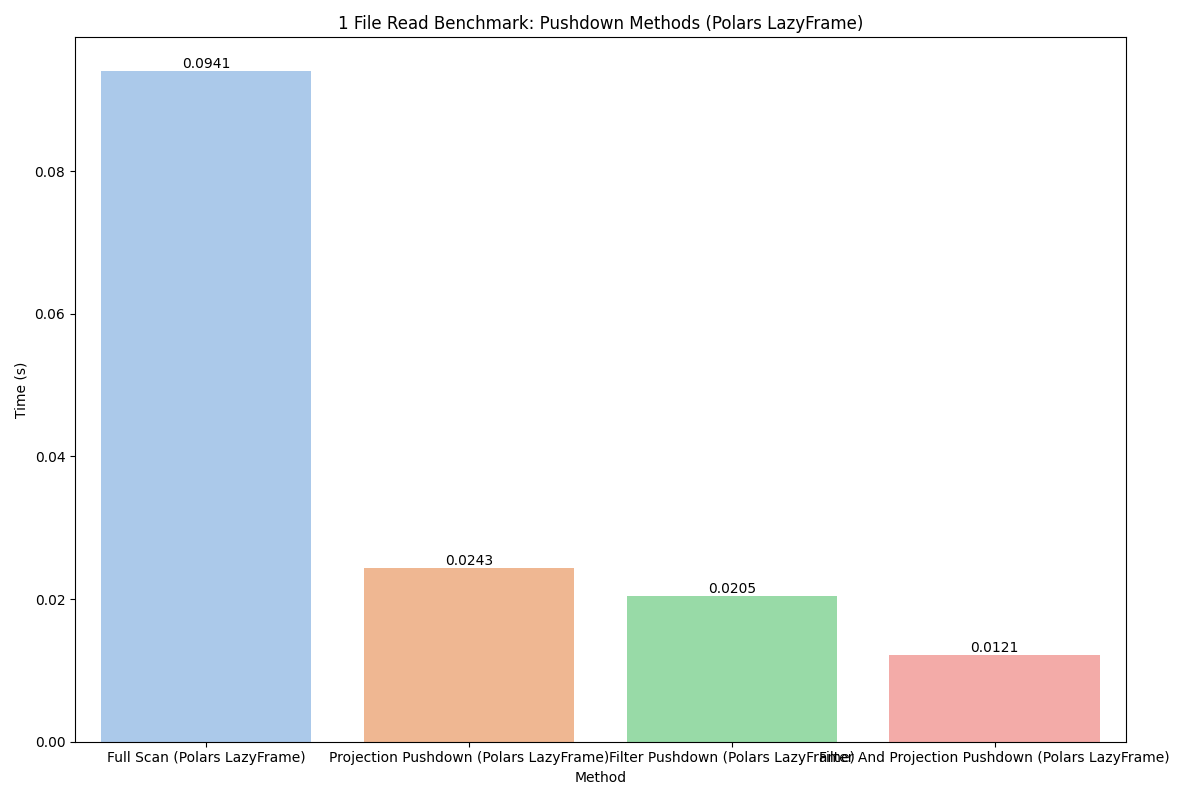 1 File Read Benchmark: Pushdown Methods (Polars LazyFrame)
0.0941
0.08
0.06
Time (s)
0.04
0.0243
0.0205
0.02
0.0121
0.00
Full Scan (Polars LazyFrame)
Projection Pushdown (Polars LazyFrame)
Filter Pushdown (Polars LazyFrame)
Filter And Projection Pushdown (Polars LazyFrame)
Method